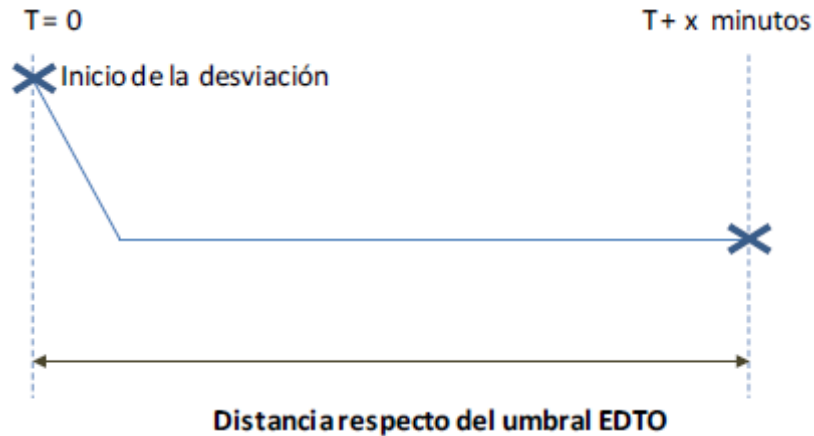 T= 0
T+ x minutos
Inicio de la desviación
Distancia respecto del umbral EDTO